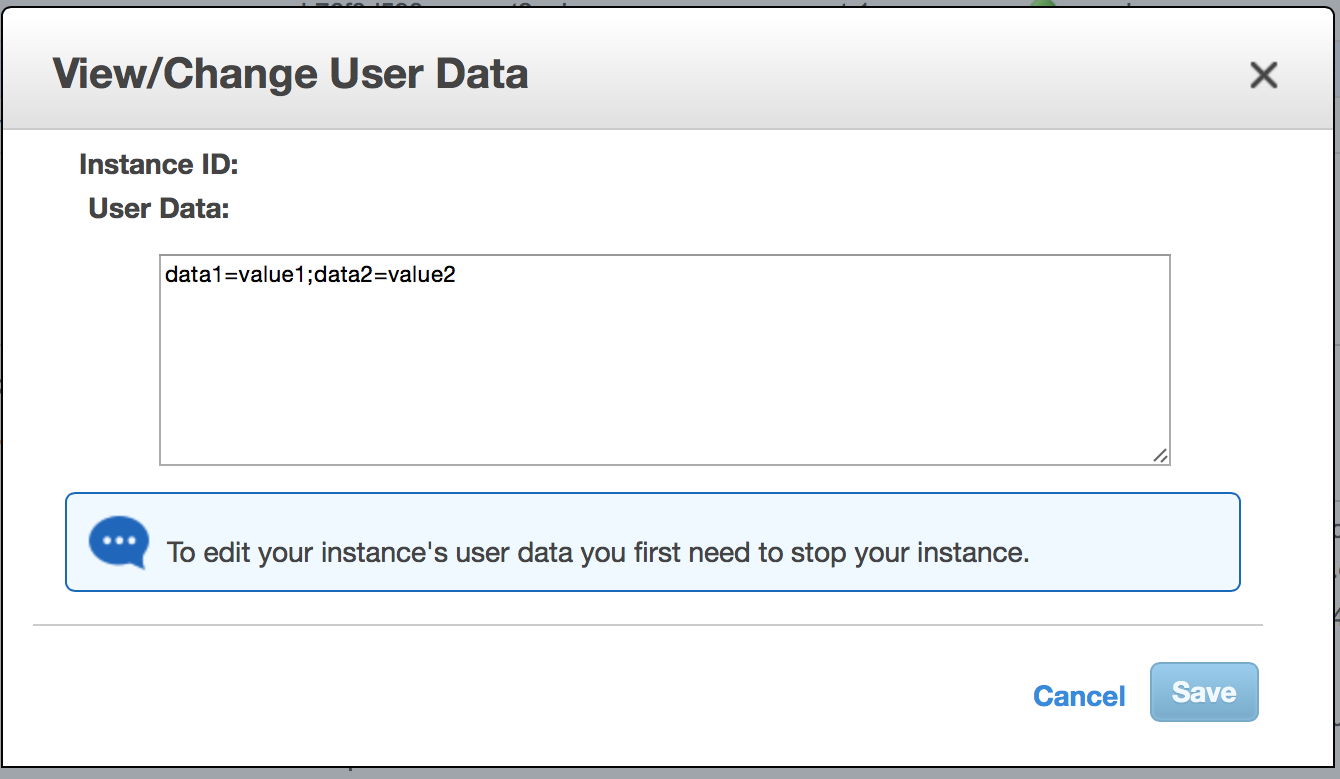 View/Change User Data
Instance ID:
User Data:
data1=value1;data2=value2
To edit your instance's user data you first need to stop your instance.
Cancel
Save